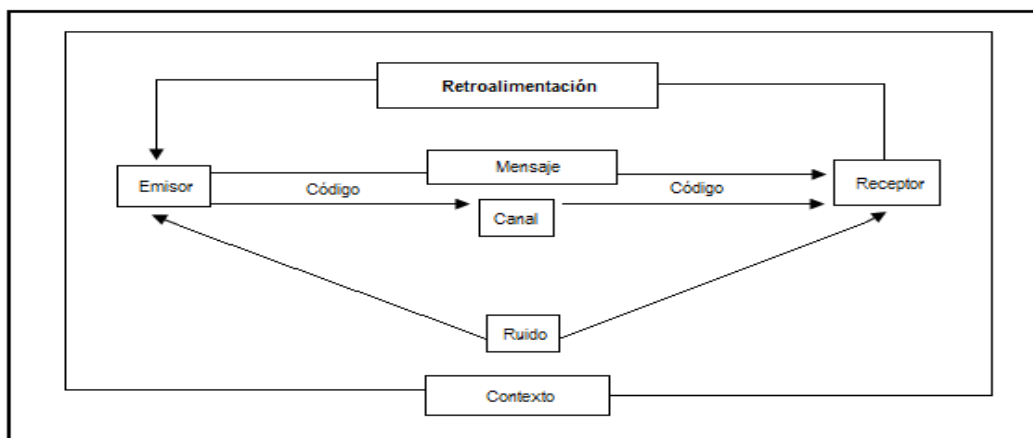 Retroalimentación
Mensaje
Emisor
Código
Código
Receptor
Canal
Ruido
Contexto